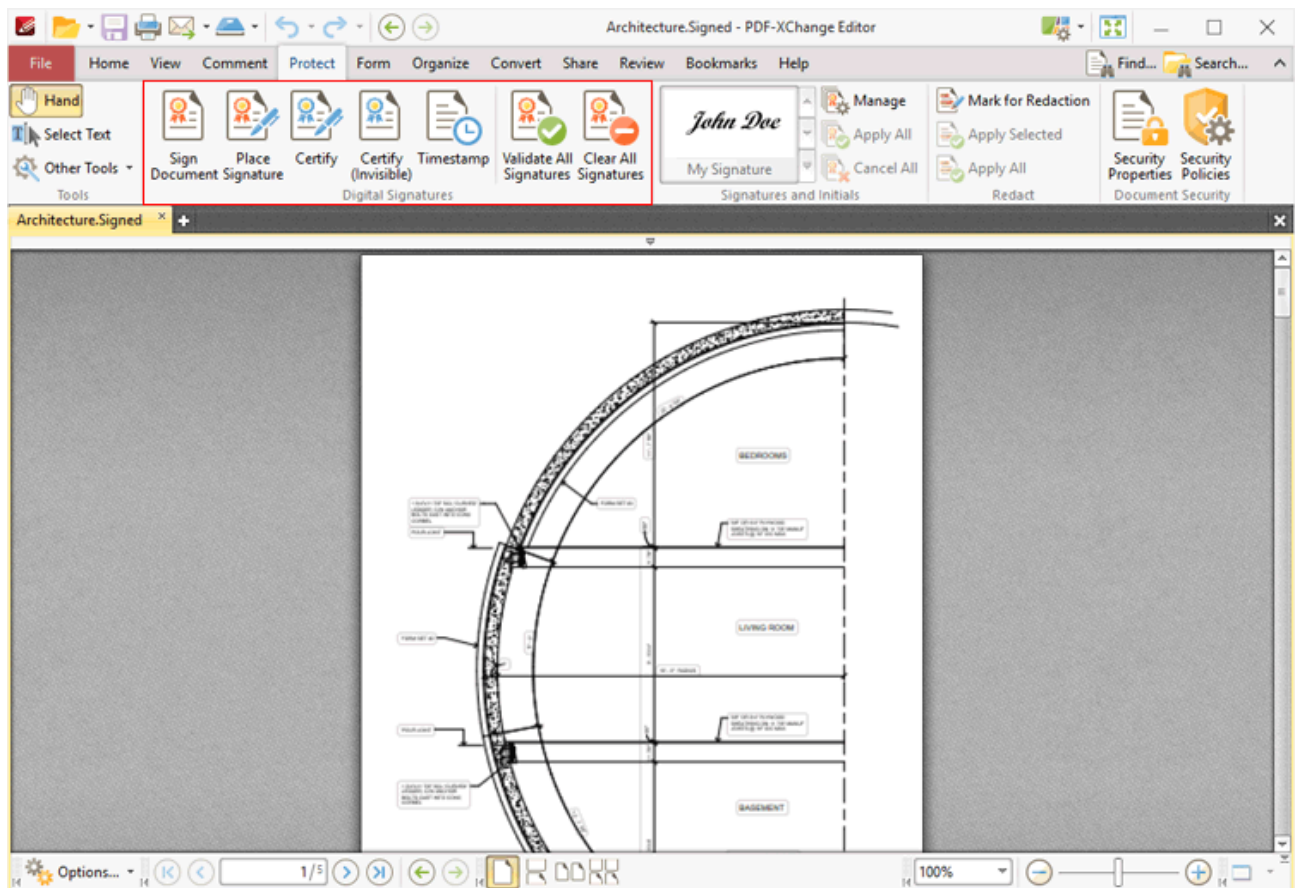 Architecture.Signed - PDF-XChange Editor
File Home View Comment Protect Form Organize Convert Share Review Bookmarks Help Find... Search...
Hand
Select Text
Other Tools
Tools
Sign Document
Place Signature
Certify
Certify (Invisible)
Timestamp
Validate All Signatures
Clear All Signatures
Digital Signatures
John Doe
My Signature
Manage
Apply All
Cancel All
Signatures and Initials
Mark for Redaction
Apply Selected
Apply All
Redact
Security Properties
Security Policies
Document Security
Architecture.Signed
BEDROOMS
LIVING ROOM
BASEMENT
Options... 1/5 100%